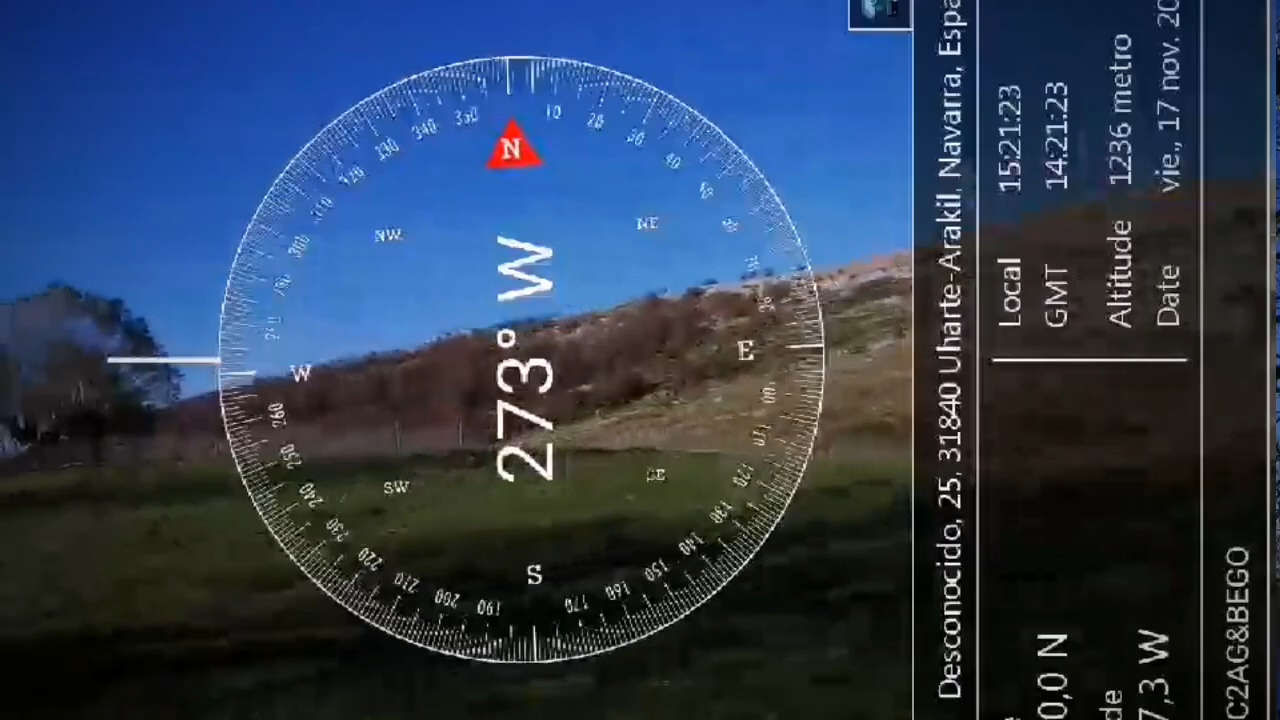 N
NW
NE
W
E
SW
SE
S
10
20
30
40
340
330
300
260
250
240
230
220
210
200
190
170
160
150
140
130
120
110
273° W
Desconocido, 25, 31840 Uharte-Arakil, Navarra,
Local 15:21:23
GMT 14:21:23
Altitude 1236 metro
Date vie., 17 nov.
0,0 N
7,3 W
C2AG&BEGO